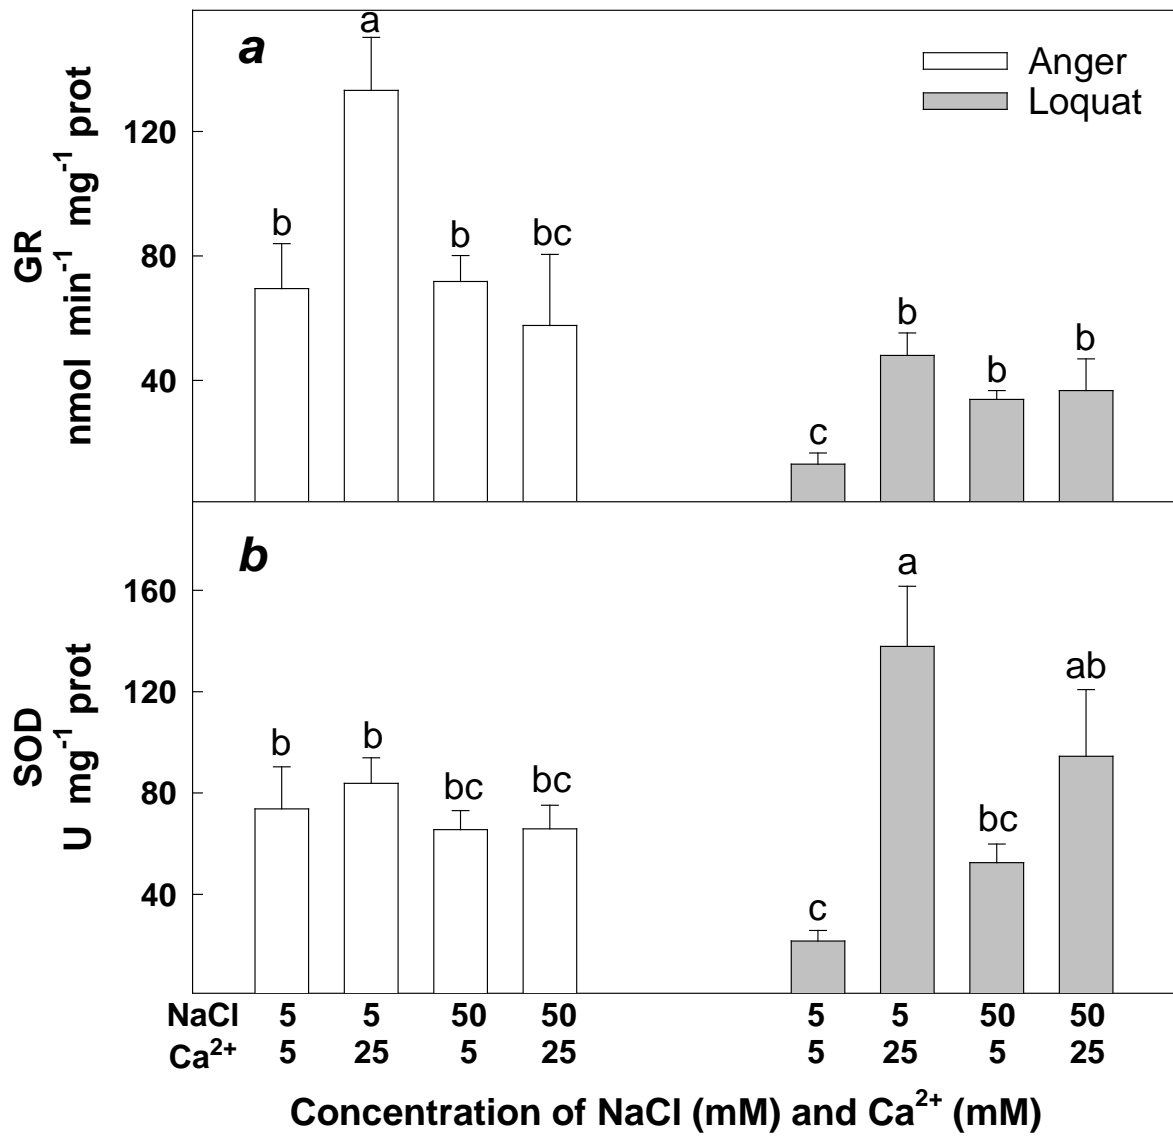 a
a
Anger
Loquat
120
80
40
GR
nmol min⁻¹ mg⁻¹ prot
b
b
bc
c
b
b
b
b
160
120
80
40
SOD
U mg⁻¹ prot
b
b
bc
bc
c
a
bc
ab
NaCl 5 5 50 50 5 5 50 50
Ca²⁺ 5 25 5 25 5 25 5 25
Concentration of NaCl (mM) and Ca²⁺ (mM)